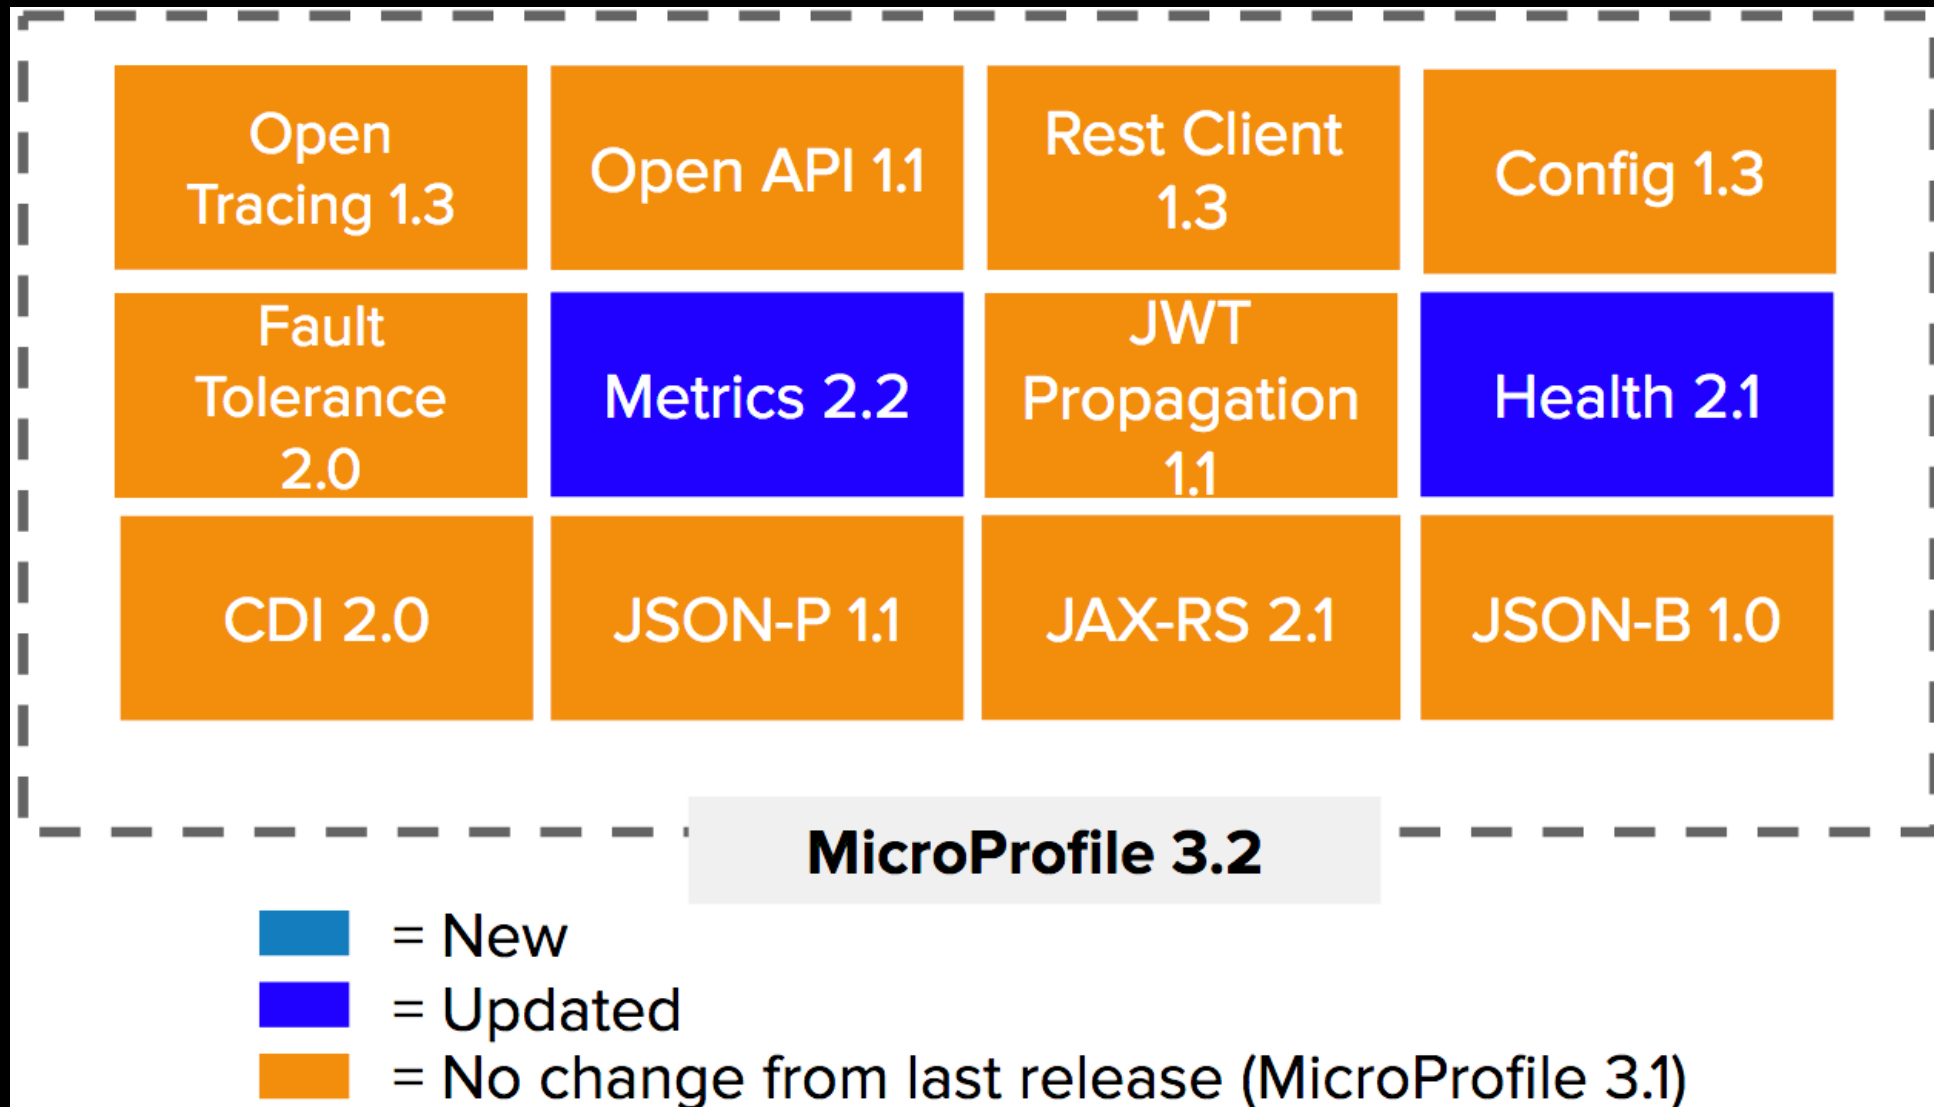 Open
Tracing 1.3
Open API 1.1
Rest Client
1.3
Config 1.3
Fault
Tolerance
2.0
Metrics 2.2
JWT
Propagation
1.1
Health 2.1
CDI 2.0
JSON-P 1.1
JAX-RS 2.1
JSON-B 1.0
MicroProfile 3.2
= New
= Updated
= No change from last release (MicroProfile 3.1)